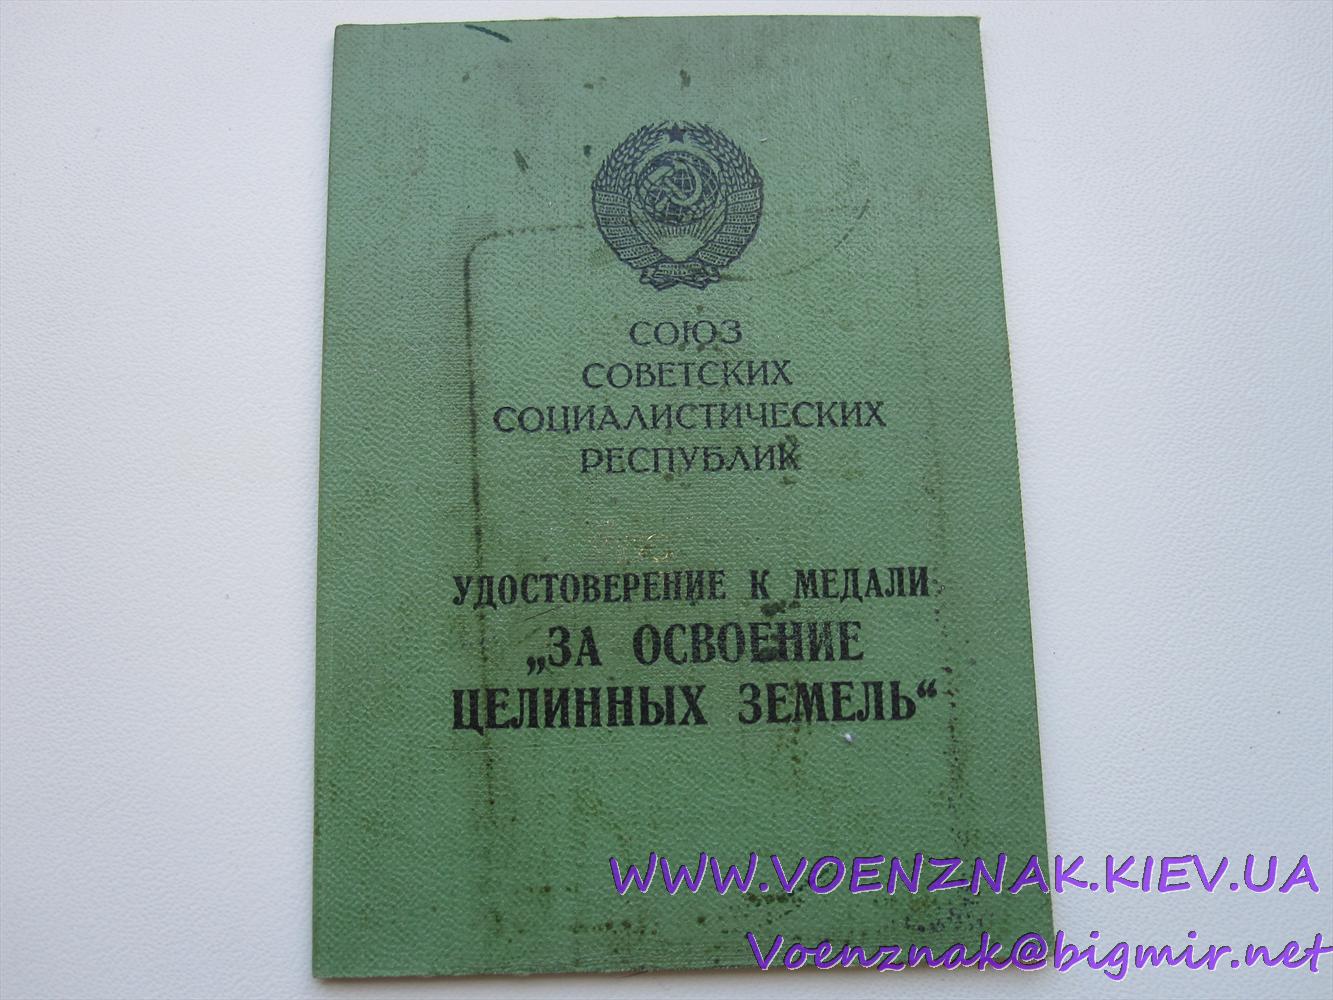 СОЮЗ
СОВЕТСКИХ
СОЦИАЛИСТИЧЕСКИХ
РЕСПУБЛИК
УДОСТОВЕРЕНИЕ К МЕДАЛИ
„ЗА ОСВОЕНИЕ
ЦЕЛИННЫХ ЗЕМЕЛЬ“
WWW.VOENZNAK.KIEV.UA
Voenznak@bigmir.net